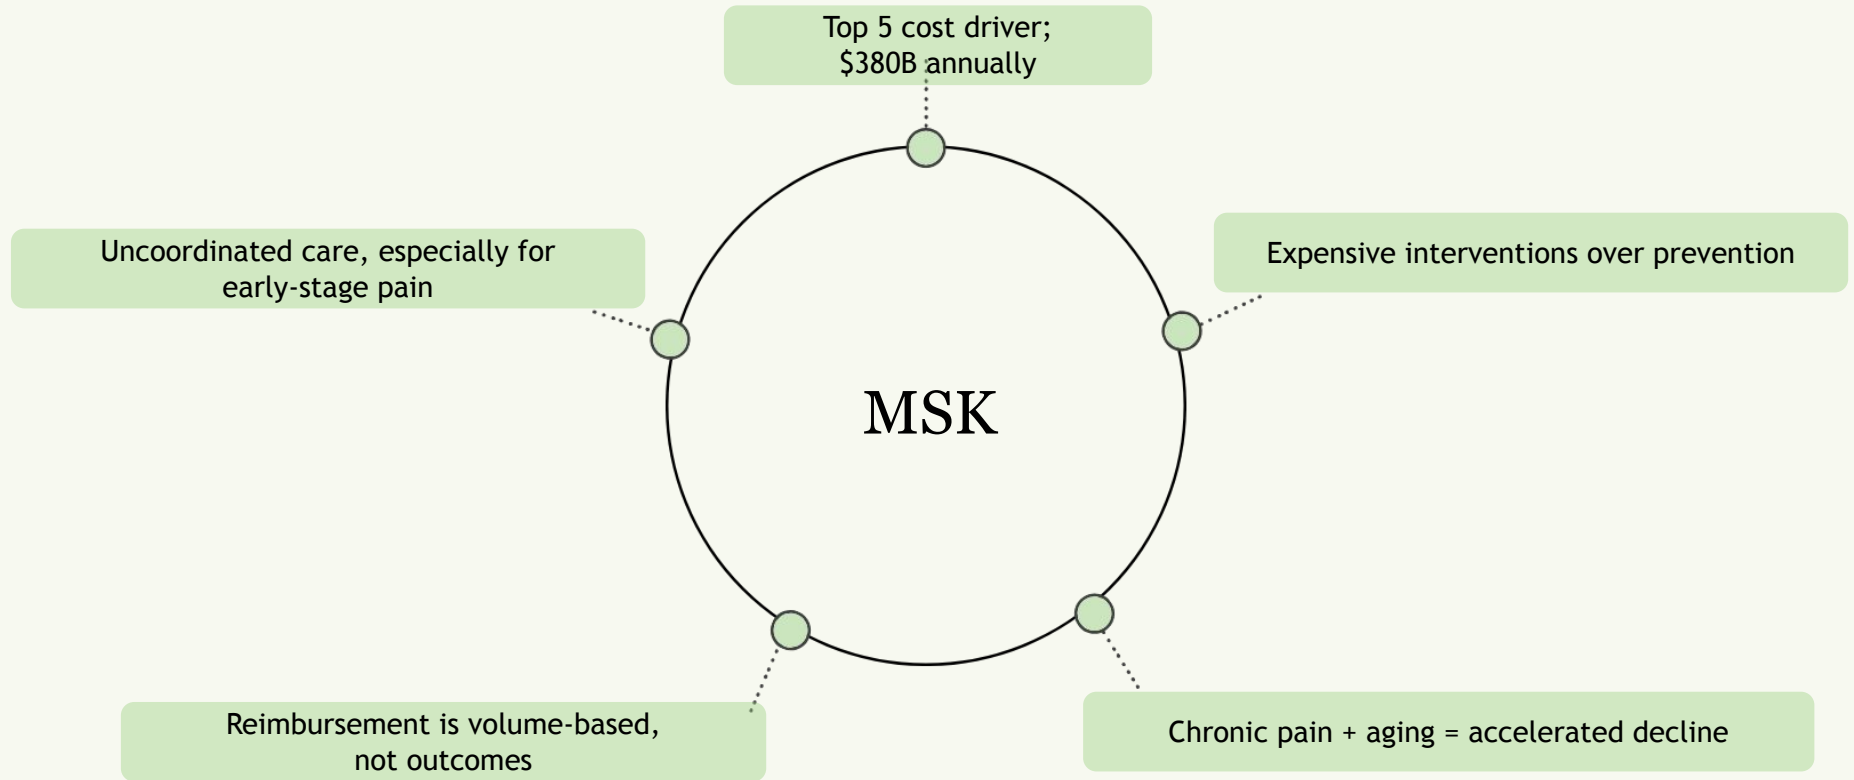 Top 5 cost driver;
$380B annually
Uncoordinated care, especially for
early-stage pain
Expensive interventions over prevention
MSK
Reimbursement is volume-based,
not outcomes
Chronic pain + aging = accelerated decline